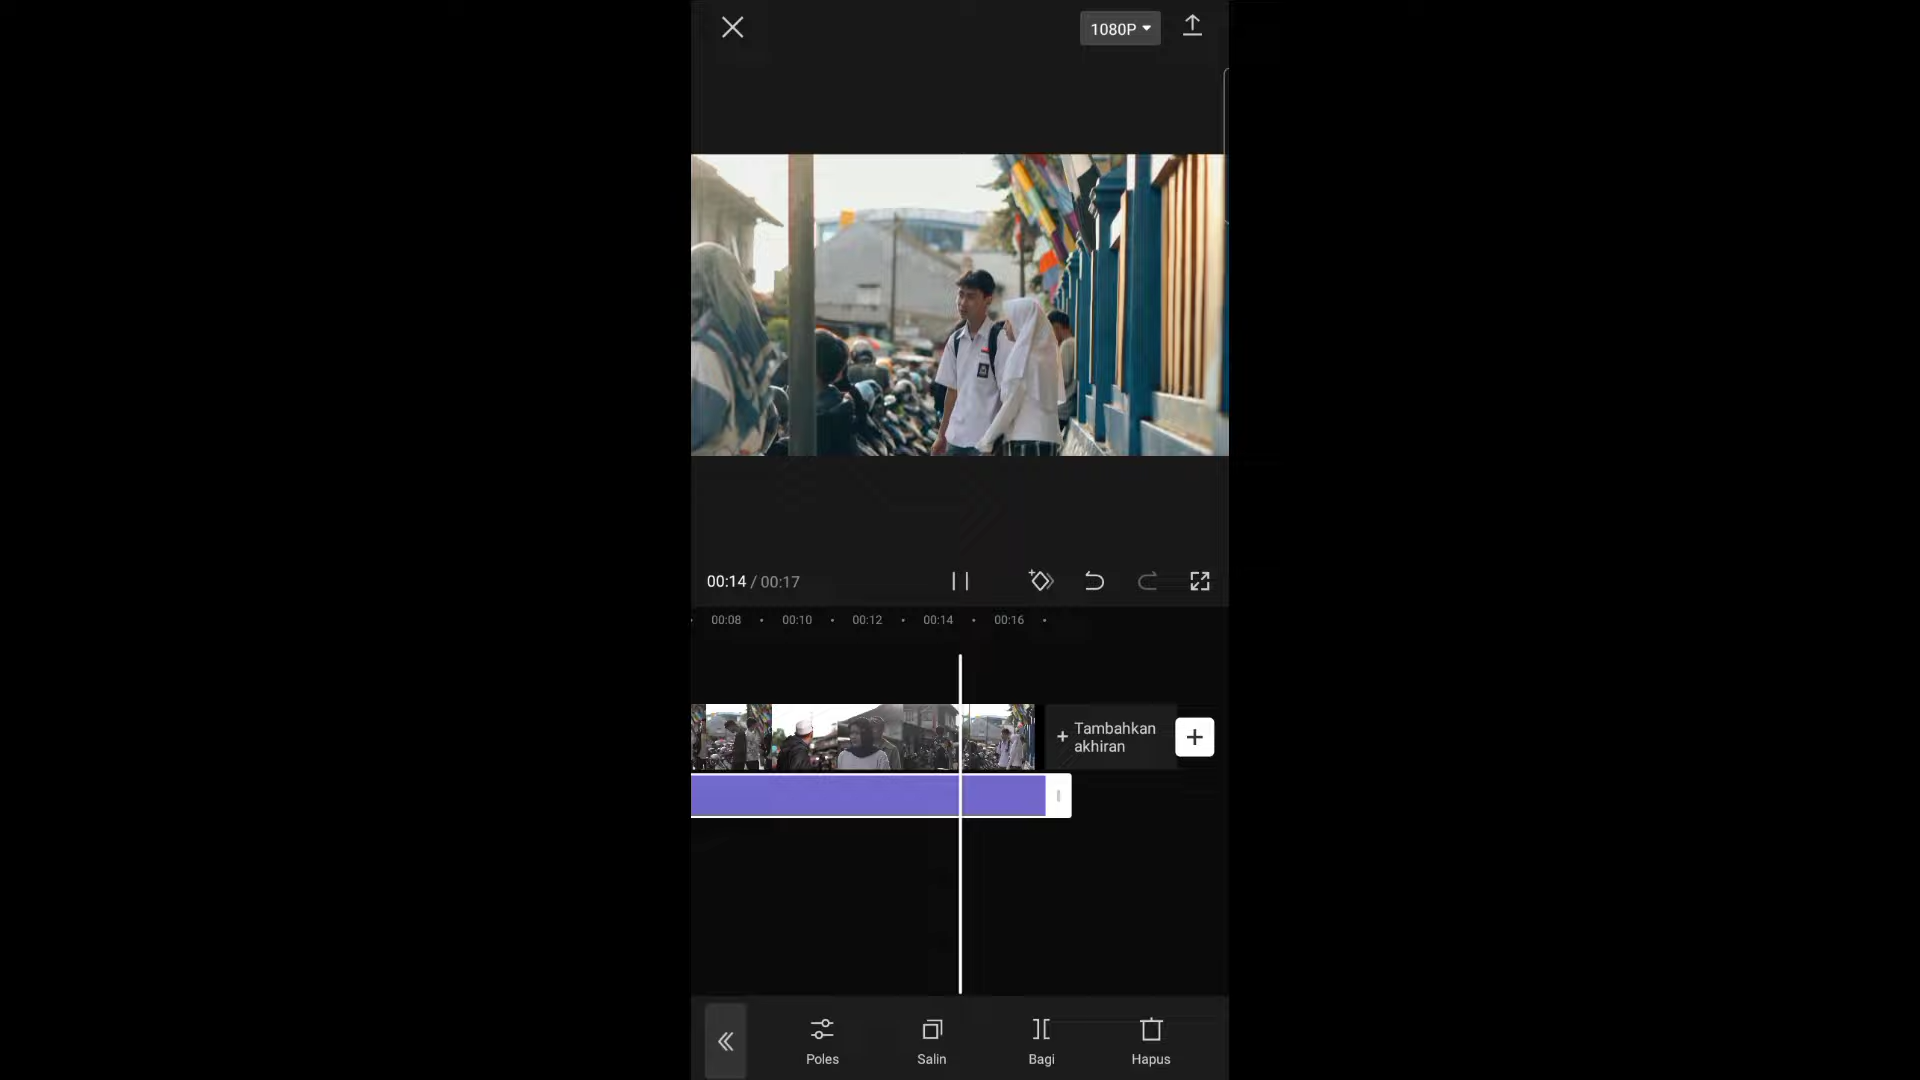 1080P
00:14 / 00:17
00:08 00:10 00:12 00:14 00:16
+ Tambahkan
akhiran
Poles Salin Bagi Hapus